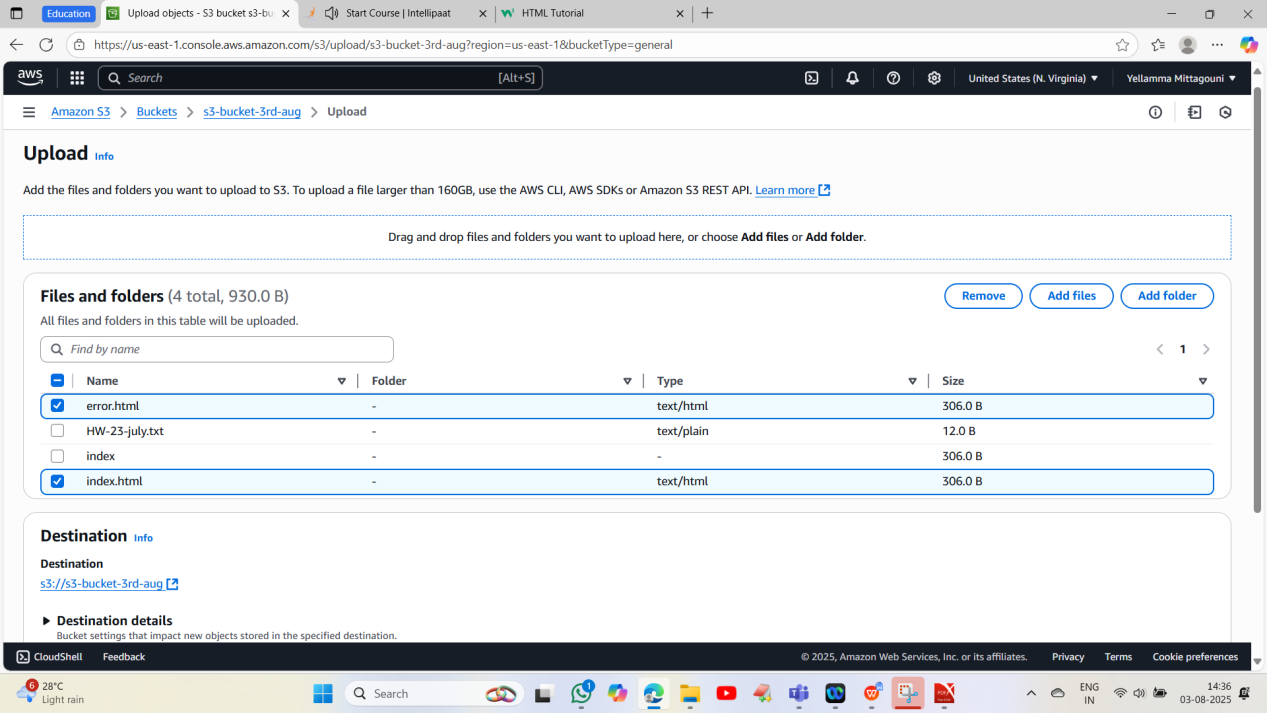 Education
Upload objects - S3 bucket s3-bu
Start Course | Intellipaat
HTML Tutorial
https://us-east-1.console.aws.amazon.com/s3/upload/s3-bucket-3rd-aug?region=us-east-1&bucketType=general
aws
Search
[Alt+S]
United States (N. Virginia)
Yellamma Mittagouni
Amazon S3
Buckets
s3-bucket-3rd-aug
Upload
Upload Info
Add the files and folders you want to upload to S3. To upload a file larger than 160GB, use the AWS CLI, AWS SDKs or Amazon S3 REST API. Learn more
Drag and drop files and folders you want to upload here, or choose Add files or Add folder.
Files and folders (4 total, 930.0 B)
Remove
Add files
Add folder
All files and folders in this table will be uploaded.
Find by name
1
Name Folder Type Size
error.html - text/html 306.0 B
HW-23-july.txt - text/plain 12.0 B
index - - 306.0 B
index.html - text/html 306.0 B
Destination Info
Destination
s3://s3-bucket-3rd-aug
Destination details
Bucket settings that impact new objects stored in the specified destination.
CloudShell
Feedback
© 2025, Amazon Web Services, Inc. or its affiliates.
Privacy
Terms
Cookie preferences
6
28°C
Light rain
Search
1
ENG
IN
14:36
03-08-2025